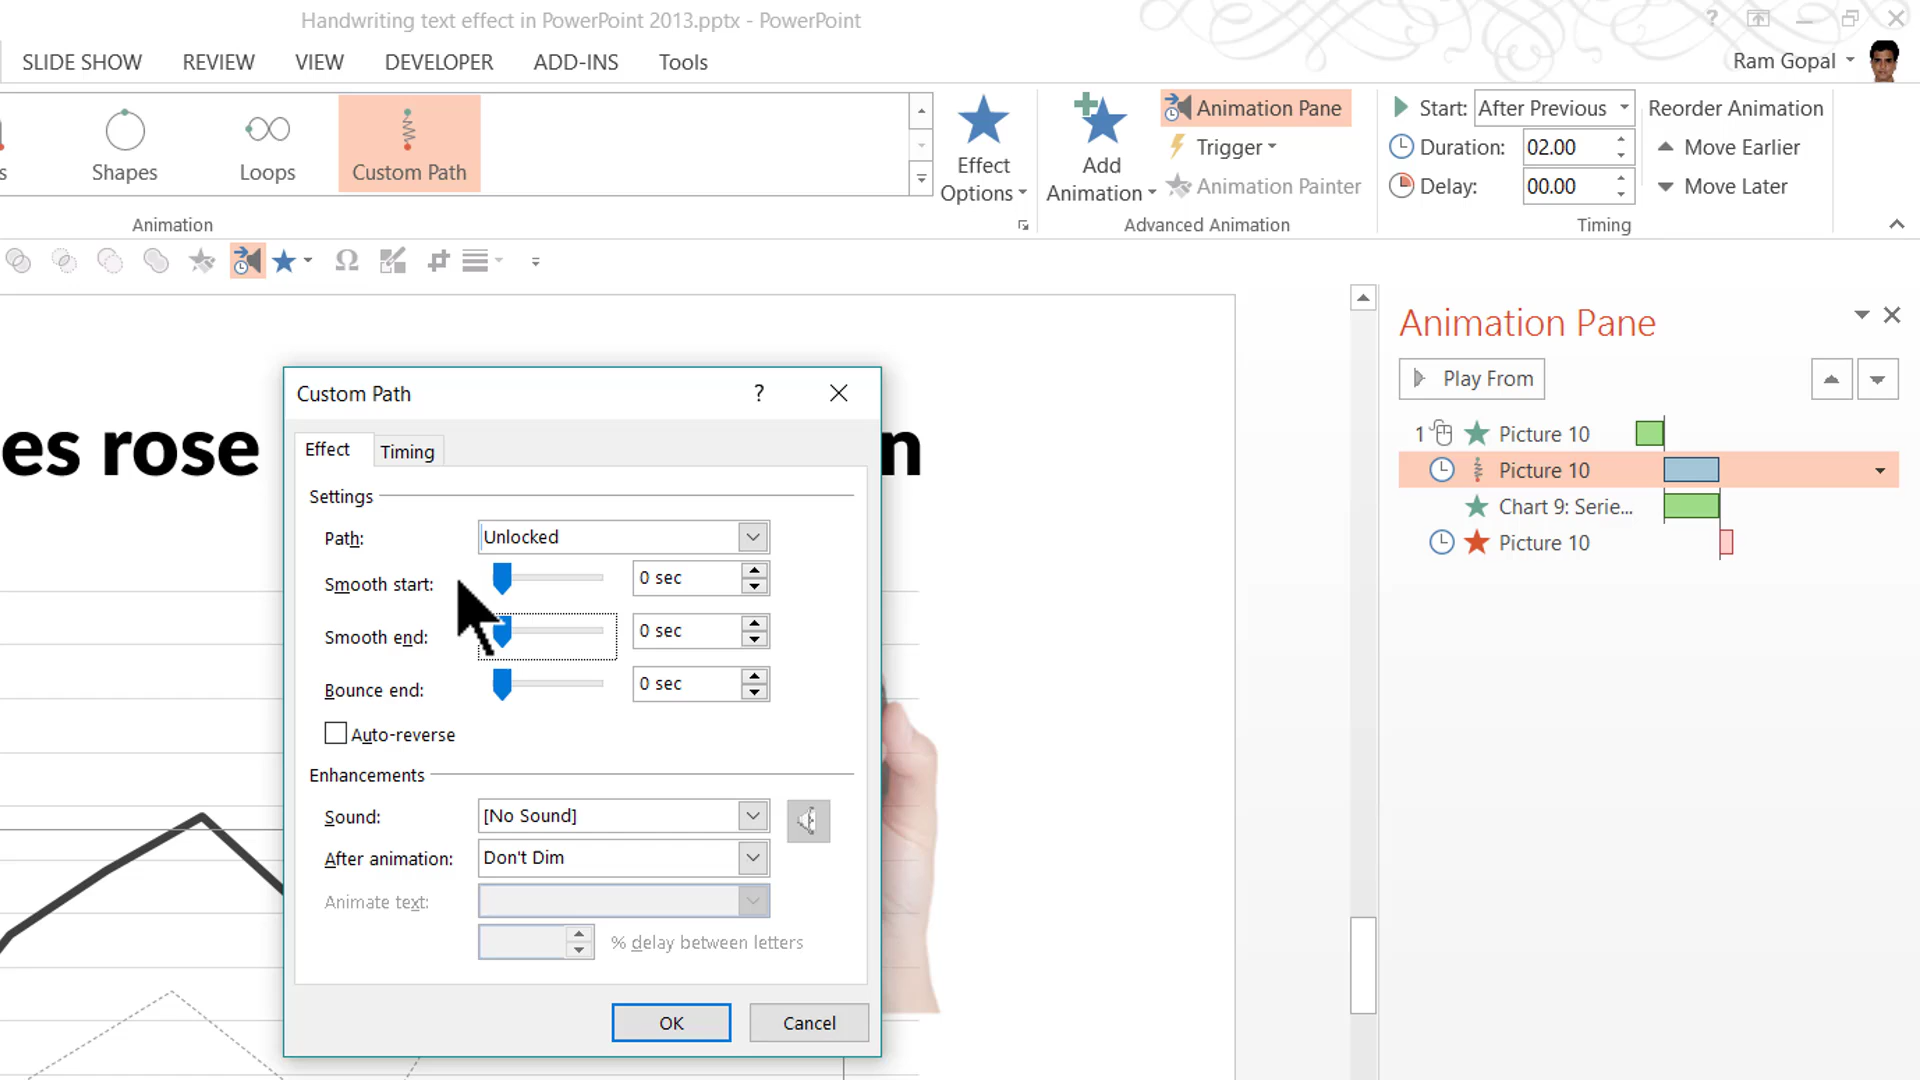 Handwriting text effect in PowerPoint 2013.pptx - PowerPoint
?
SLIDE SHOW REVIEW VIEW DEVELOPER ADD-INS Tools
Ram Gopal
Shapes
Loops
Custom Path
Effect Options
Add Animation
Animation Pane
Trigger
Animation Painter
Start: After Previous
Duration: 02.00
Delay: 00.00
Reorder Animation
Move Earlier
Move Later
Animation
Advanced Animation
Timing
es rose
n
Custom Path
?
Effect
Timing
Settings
Path: Unlocked
Smooth start: 0 sec
Smooth end: 0 sec
Bounce end: 0 sec
Auto-reverse
Enhancements
Sound: [No Sound]
After animation: Don't Dim
Animate text:
% delay between letters
OK
Cancel
Animation Pane
Play From
1 Picture 10
Picture 10
Chart 9: Serie...
Picture 10